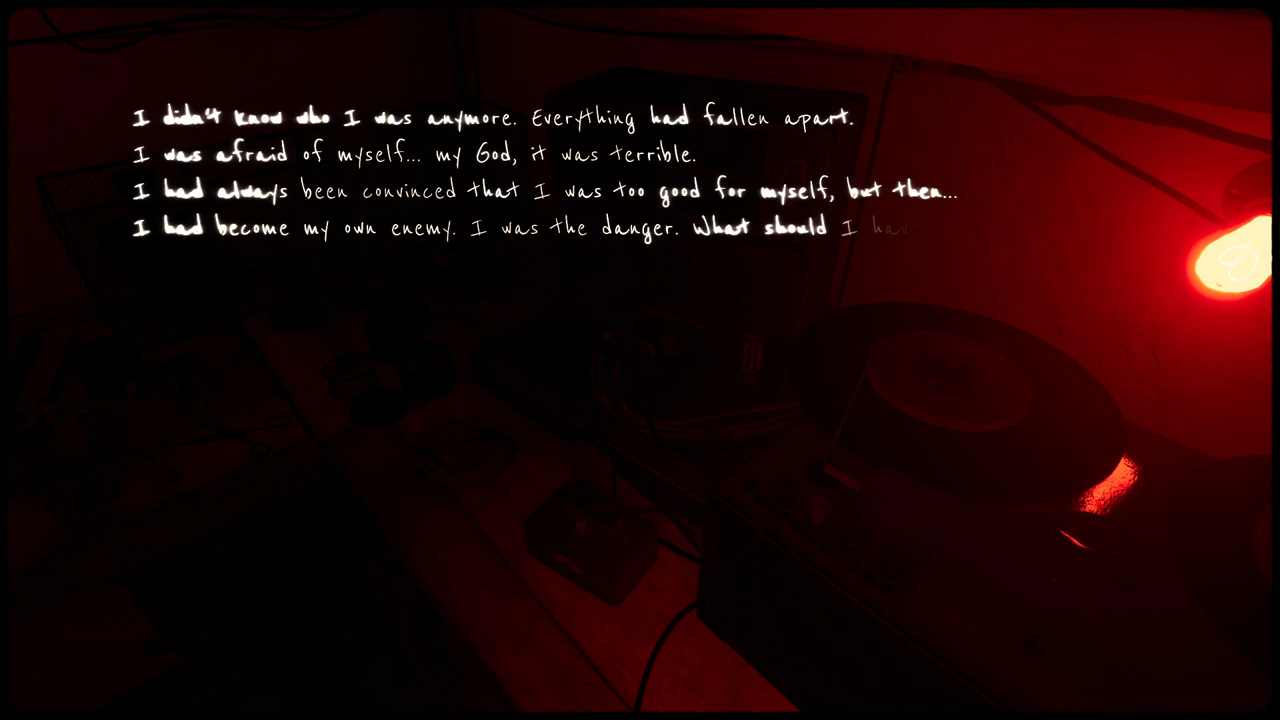 I didn't know who I was anymore. Everything had fallen apart.
I was afraid of myself... my God, it was terrible.
I had always been convinced that I was too good for myself, but then...
I had become my own enemy. I was the danger. What should I have